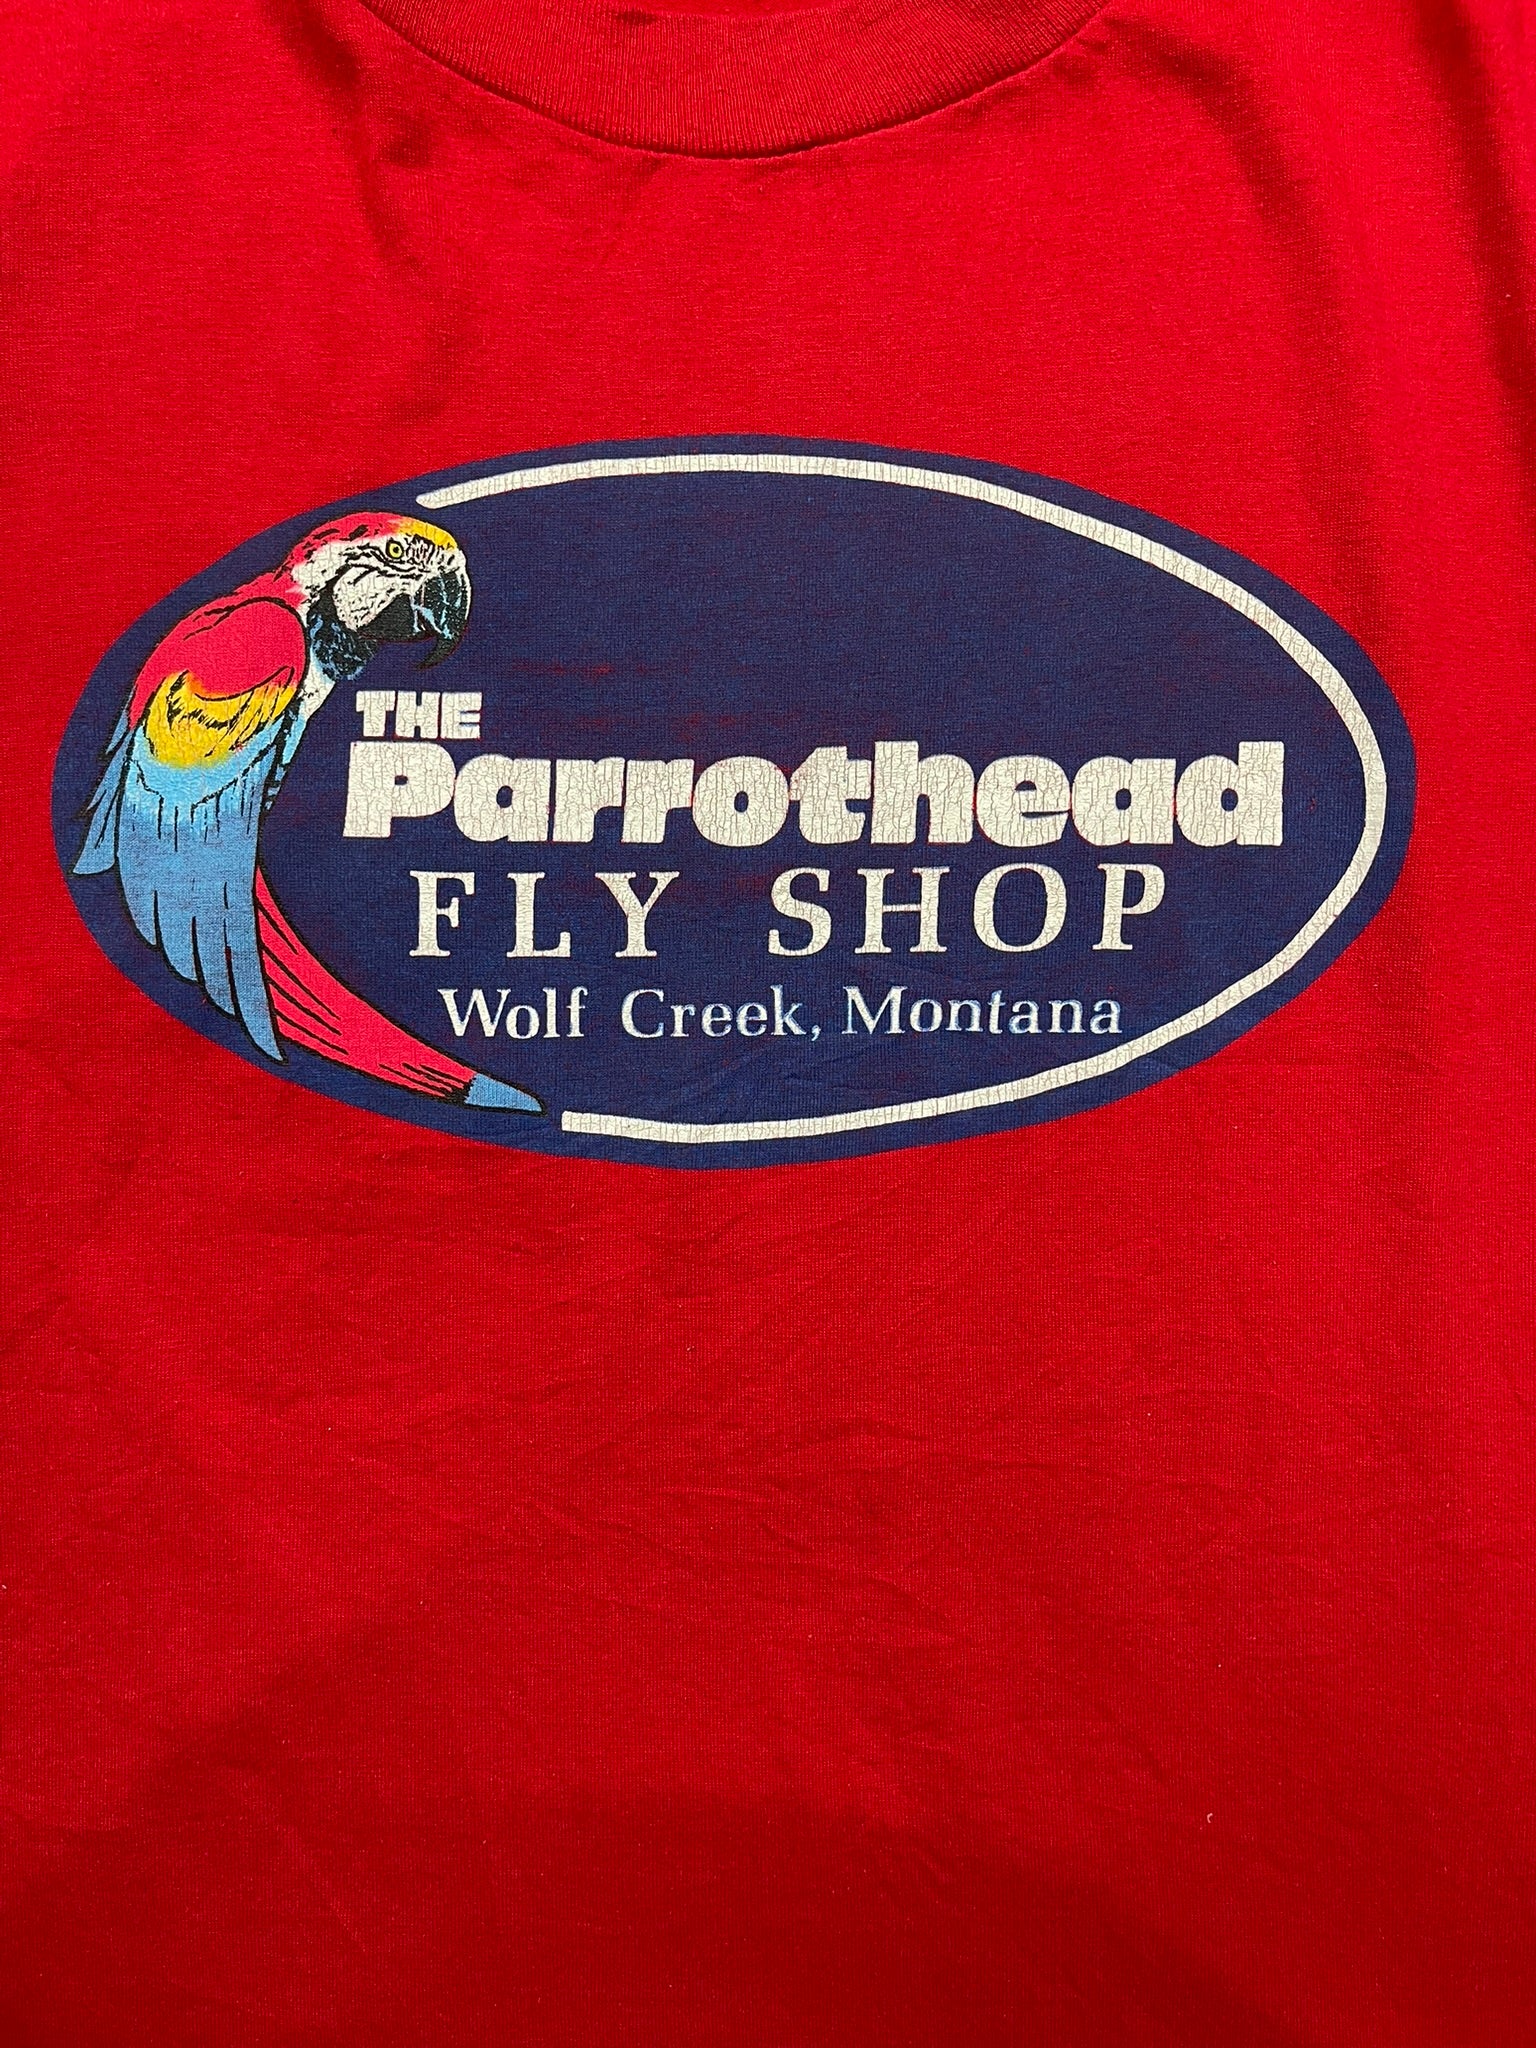 THE
Parrothead
FLY SHOP
Wolf Creek, Montana